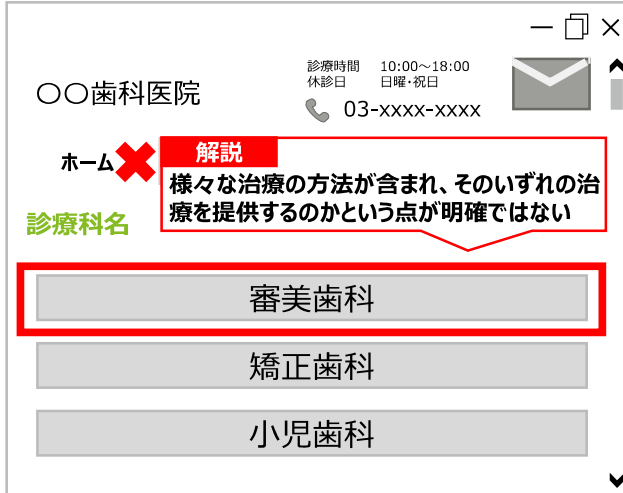 〇〇歯科医院
診療時間 10:00～18:00
休診日 日曜・祝日
03-xxxx-xxxx
ホーム
解説
様々な治療の方法が含まれ、そのいずれの治
療を提供するのかという点が明確ではない
診療科名
審美歯科
矯正歯科
小児歯科